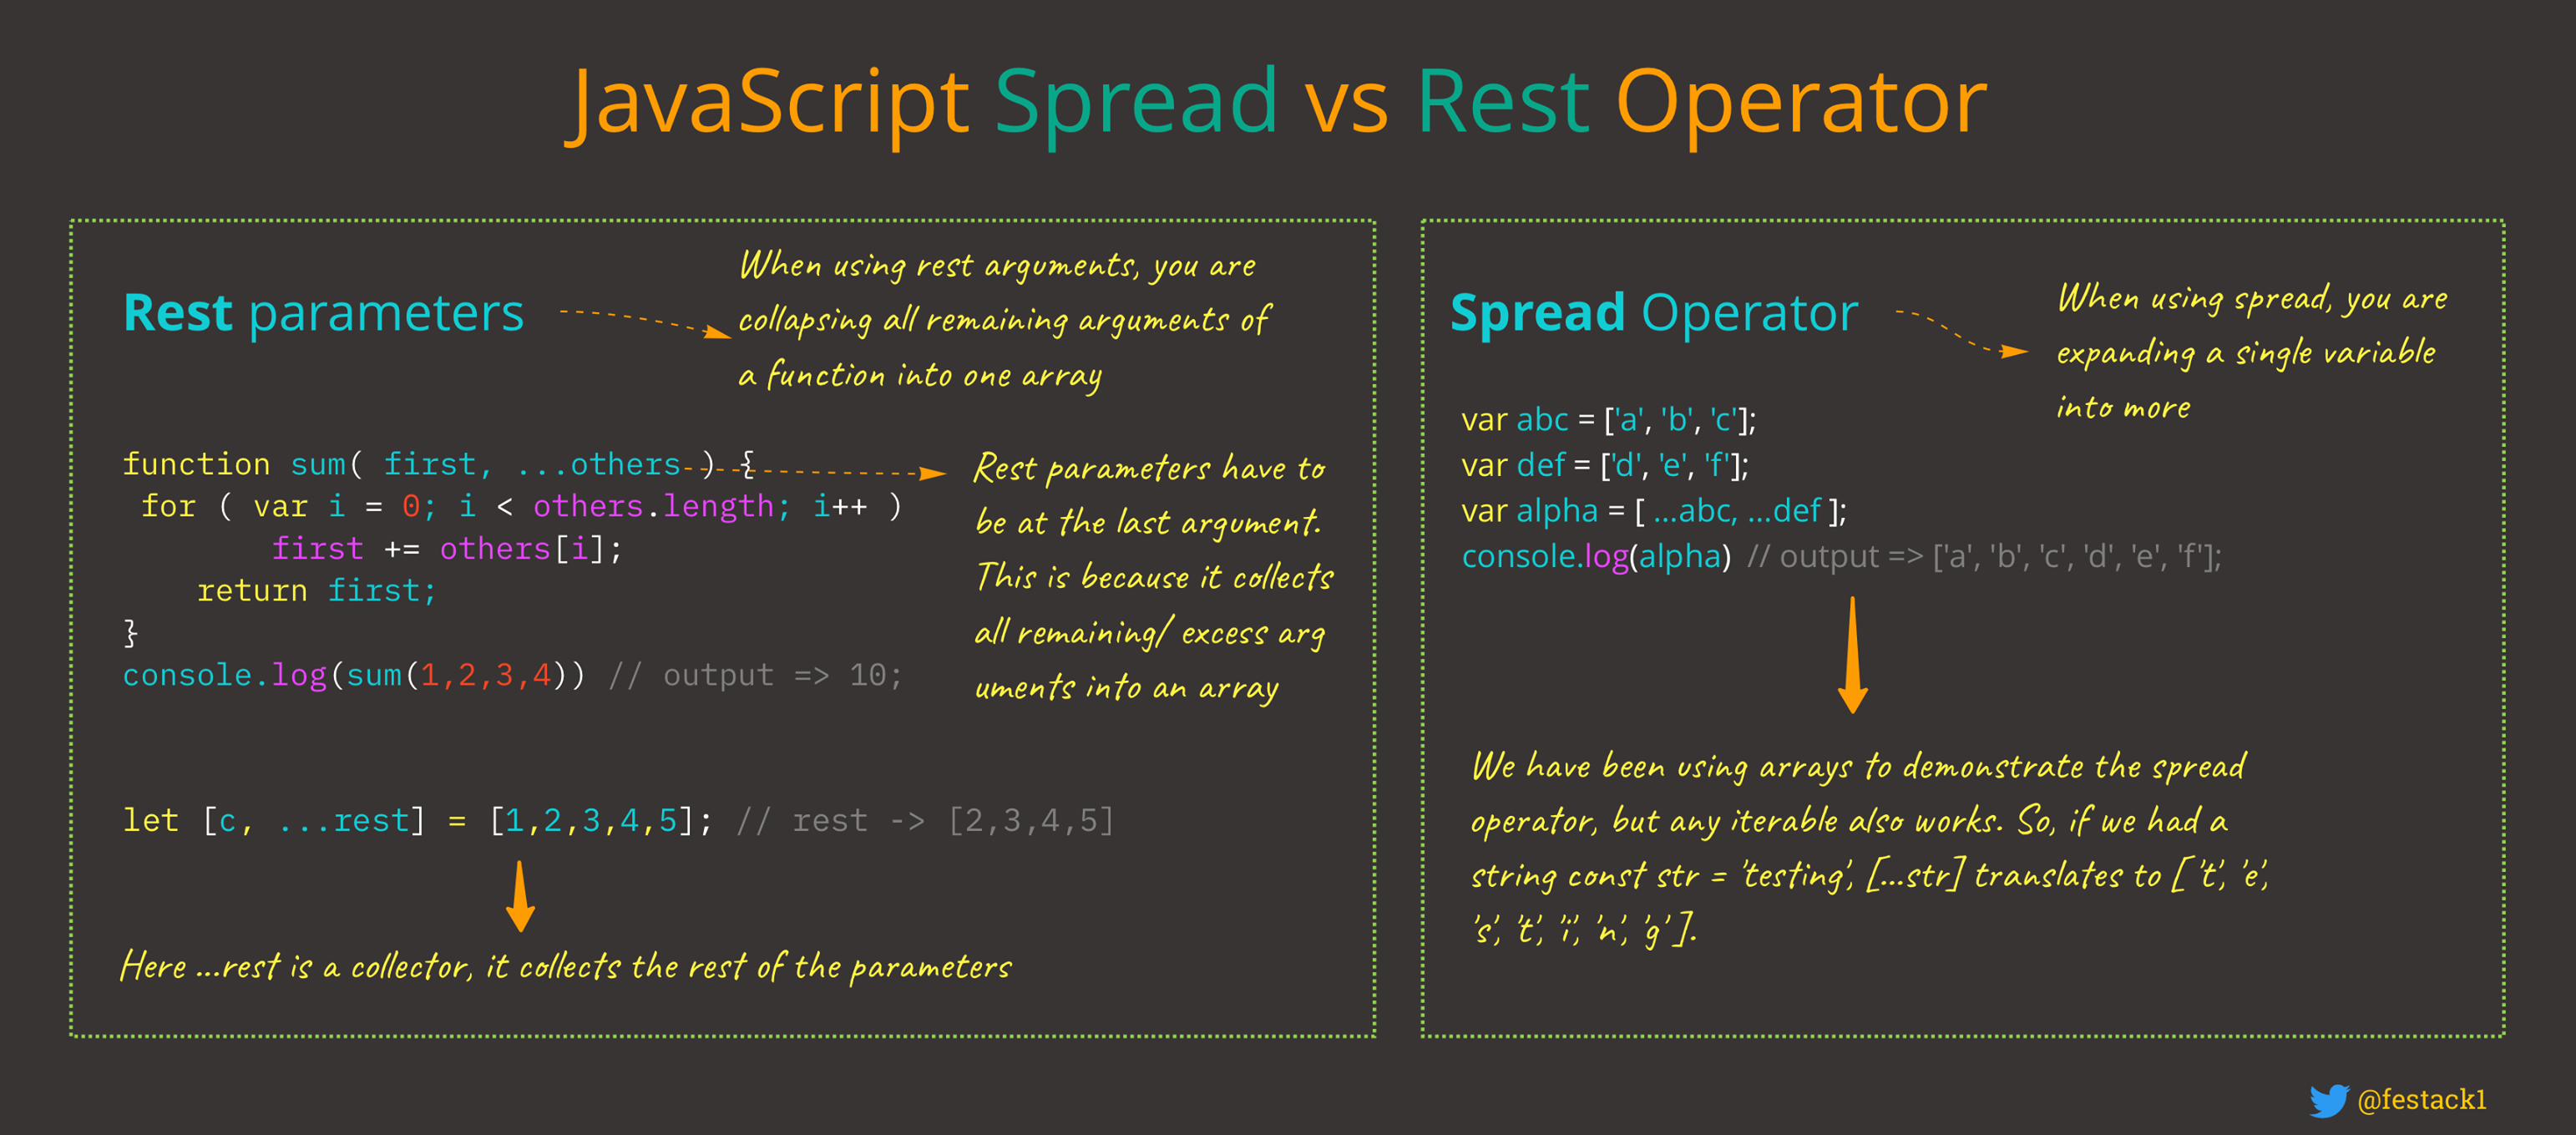 JavaScript Spread vs Rest Operator
Rest parameters
When using rest arguments, you are
collapsing all remaining arguments of
a function into one array
function sum( first, ...others ) {
for ( var i = 0; i < others.length; i++ )
first += others[i];
return first;
}
console.log(sum(1,2,3,4)) // output => 10;
Rest parameters have to
be at the last argument.
This is because it collects
all remaining/ excess arg
uments into an array
let [c, ...rest] = [1,2,3,4,5]; // rest -> [2,3,4,5]
Here ...rest is a collector, it collects the rest of the parameters
Spread Operator
When using spread, you are
expanding a single variable
into more
var abc = ['a', 'b', 'c'];
var def = ['d', 'e', 'f'];
var alpha = [ ...abc, ...def ];
console.log(alpha) // output => ['a', 'b', 'c', 'd', 'e', 'f'];
We have been using arrays to demonstrate the spread
operator, but any iterable also works. So, if we had a
string const str = 'testing', [...str] translates to [ 't', 'e',
's', 't', 'i', 'n', 'g' ].
@festack1